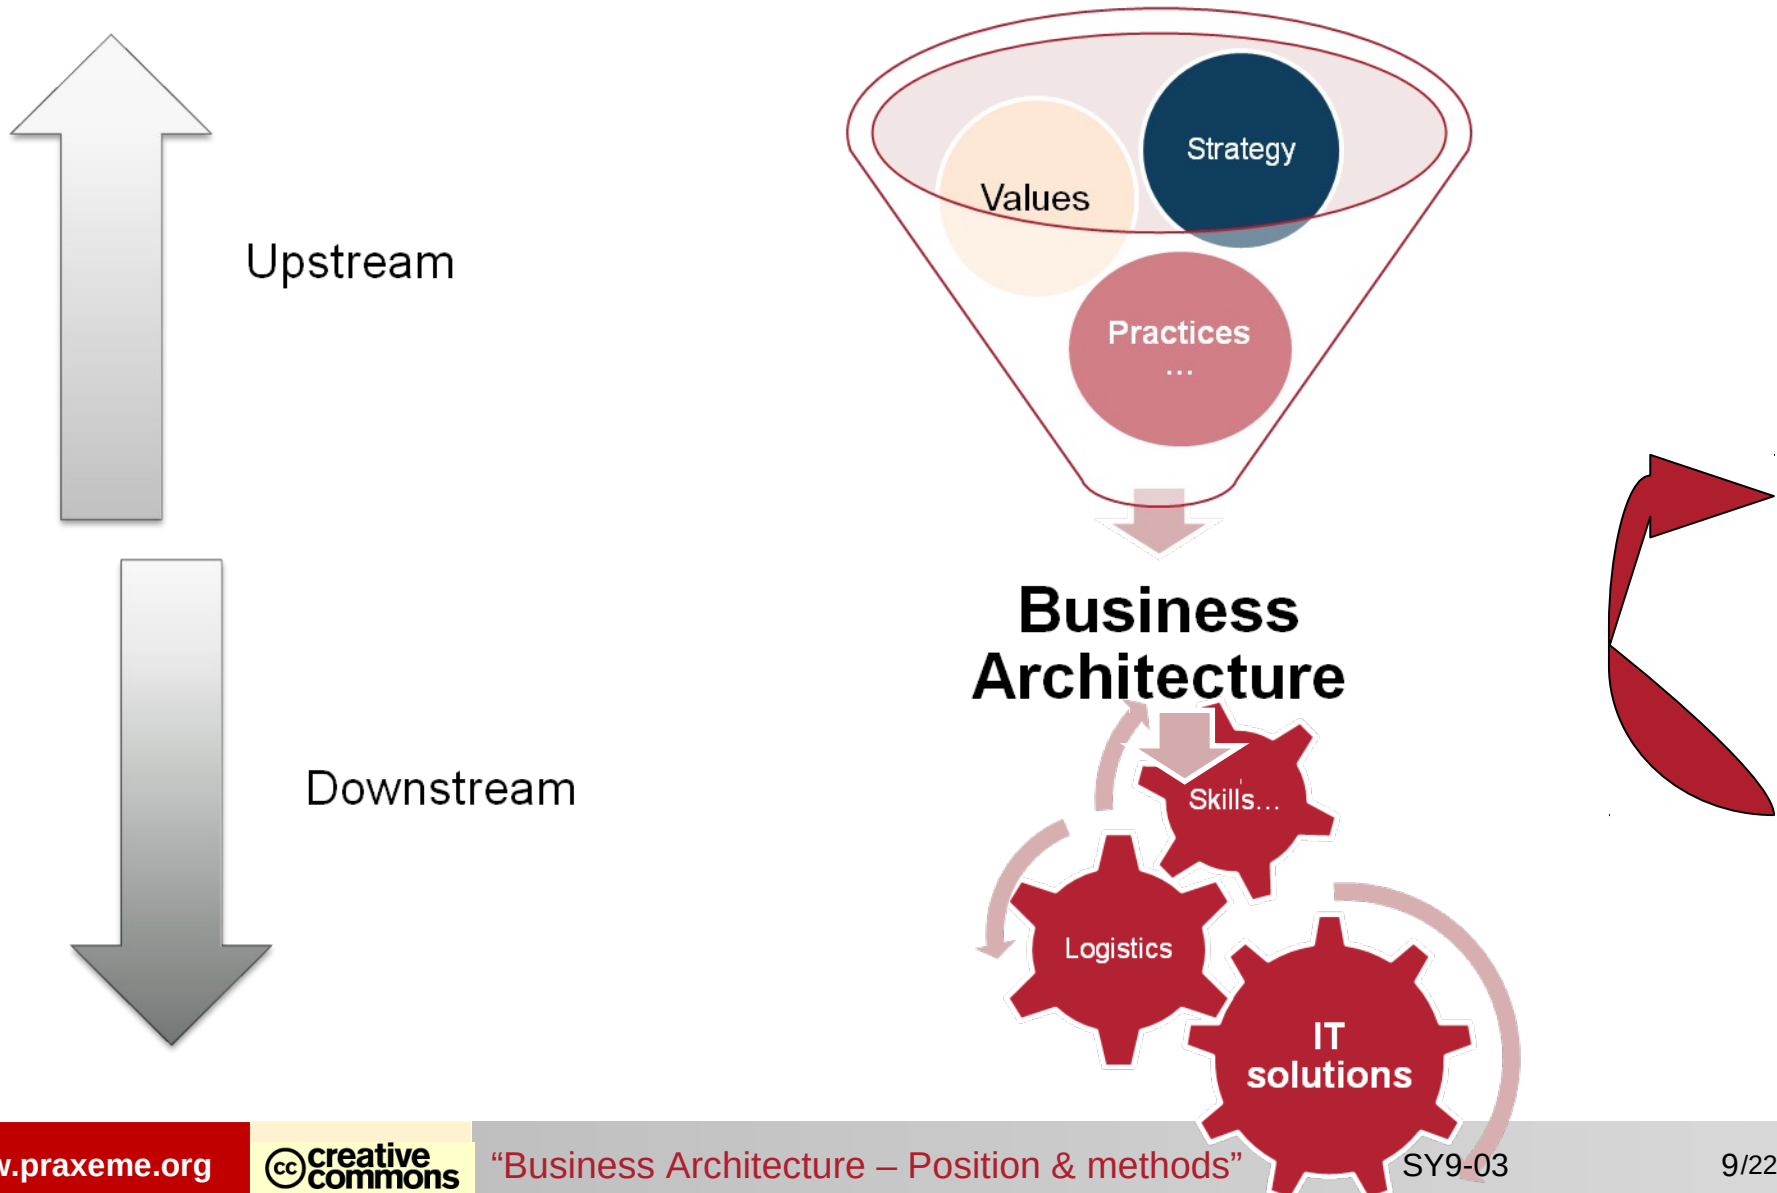 Strategy
Values
Upstream
Practices
...
Business
Architecture
Downstream
Skills...
Logistics
IT
solutions
w.praxeme.org
cc creative
commons
“Business Architecture – Position & methods”
SY9-03
9/22